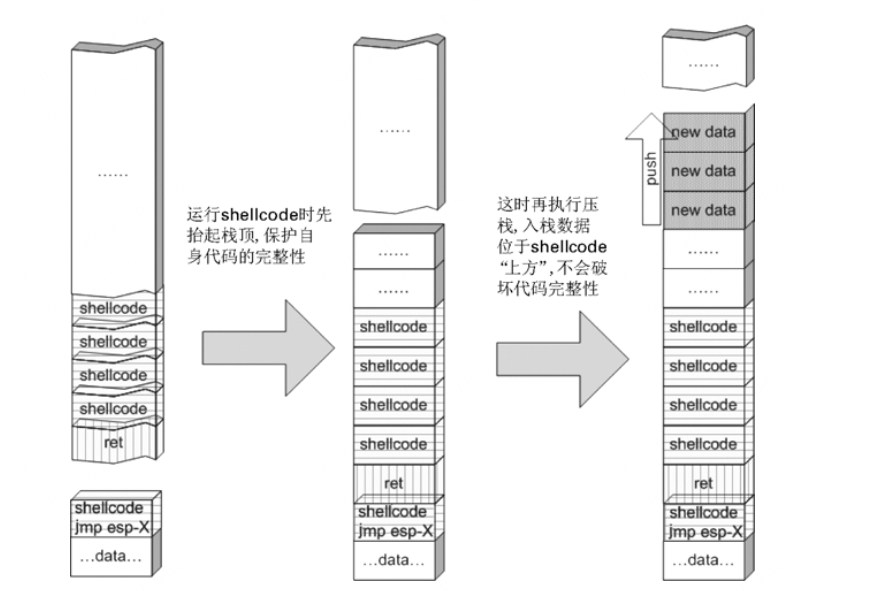 ......
shellcode
shellcode
shellcode
shellcode
ret
shellcode
jmp esp-X
...data...
运行shellcode时先
抬起栈顶,保护自
身代码的完整性
......
......
......
shellcode
shellcode
shellcode
shellcode
ret
shellcode
jmp esp-X
...data...
这时再执行压
栈,入栈数据
位于shellcode
“上方”,不会破
坏代码完整性
......
push
new data
new data
new data
......
......
shellcode
shellcode
shellcode
shellcode
ret
shellcode
jmp esp-X
...data...